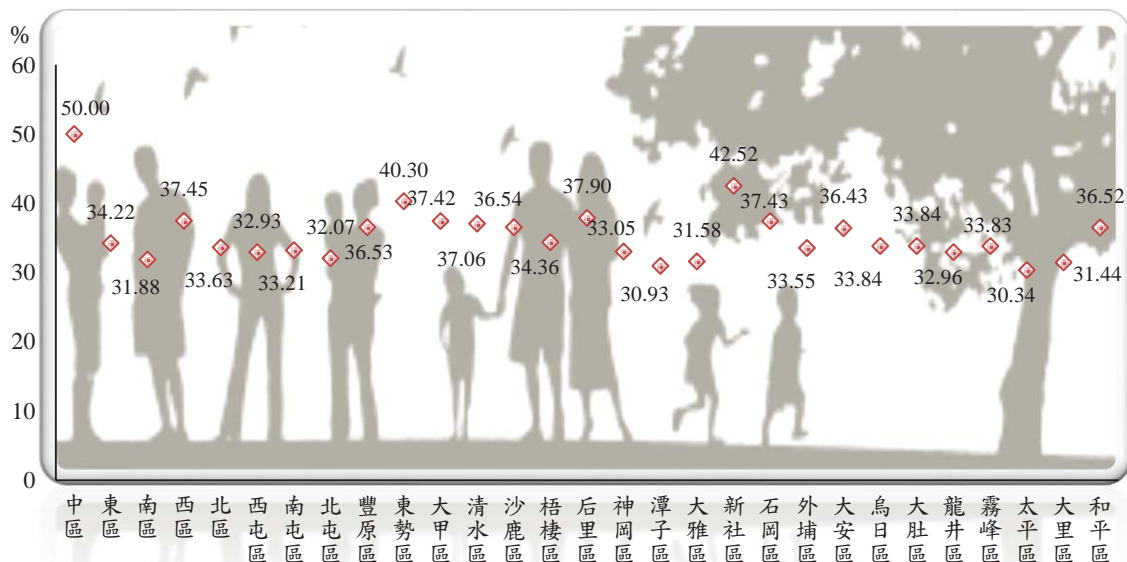 %
60
50
40
30
20
10
0
50.00
34.22
31.88
37.45
33.63
32.93
33.21
32.07
36.53
40.30
37.42
37.06
36.54
34.36
37.90
33.05
30.93
31.58
42.52
37.43
33.55
36.43
33.84
33.84
32.96
33.83
30.34
31.44
36.52
中區
東區
南區
西區
北區
西屯區
南屯區
北屯區
豐原區
東勢區
大甲區
清水區
沙鹿區
梧棲區
后里區
神岡區
潭子區
大雅區
新社區
石岡區
外埔區
大安區
烏日區
大肚區
龍井區
霧峰區
太平區
大里區
和平區